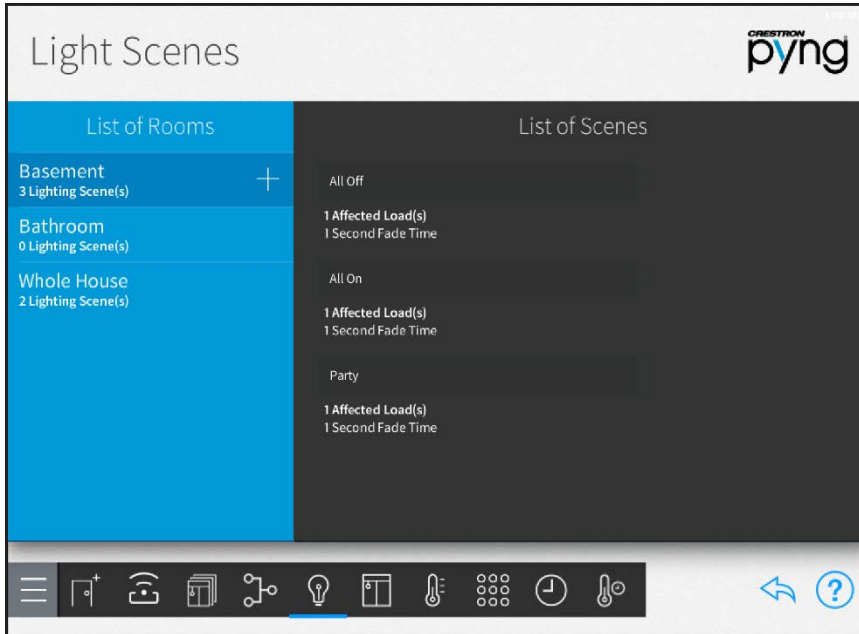 Light Scenes
CRESTRON
pyng
List of Rooms
List of Scenes
Basement
3 Lighting Scene(s)
Bathroom
0 Lighting Scene(s)
Whole House
2 Lighting Scene(s)
All Off
1 Affected Load(s)
1 Second Fade Time
All On
1 Affected Load(s)
1 Second Fade Time
Party
1 Affected Load(s)
1 Second Fade Time
?